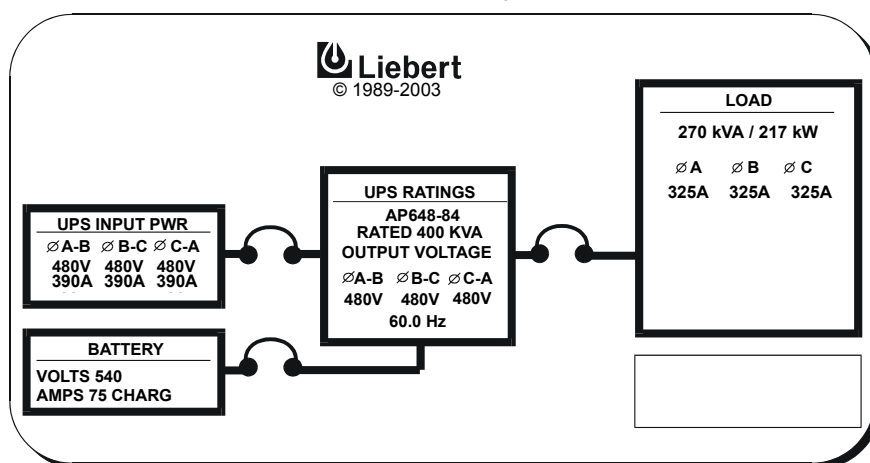 Liebert
© 1989-2003
LOAD
270 kVA / 217 kW
∅ A ∅ B ∅ C
325A 325A 325A
UPS RATINGS
AP648-84
RATED 400 KVA
OUTPUT VOLTAGE
∅A-B ∅B-C ∅C-A
480V 480V 480V
60.0 Hz
UPS INPUT PWR
∅ A-B ∅ B-C ∅ C-A
480V 480V 480V
390A 390A 390A
BATTERY
VOLTS 540
AMPS 75 CHARG